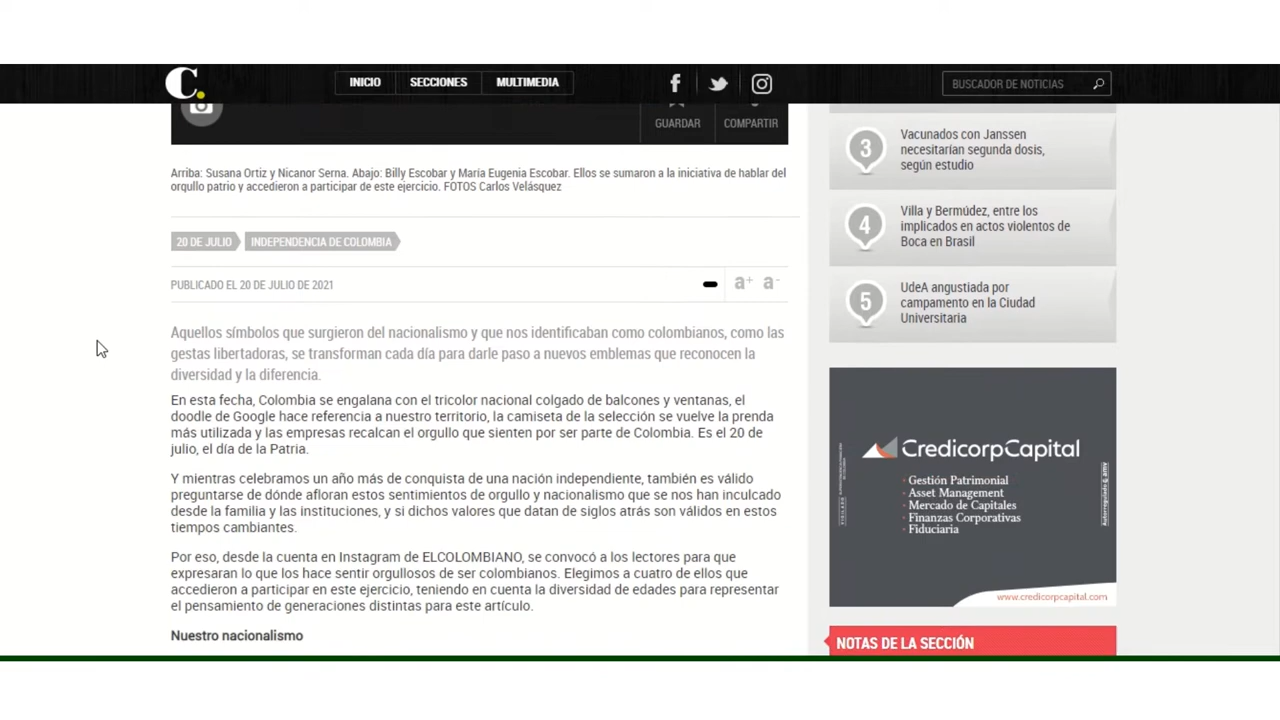 C.
INICIO
SECCIONES
MULTIMEDIA
BUSCADOR DE NOTICIAS
GUARDAR
COMPARTIR
Arriba: Susana Ortiz y Nicanor Serna. Abajo: Billy Escobar y María Eugenia Escobar. Ellos se sumaron a la iniciativa de hablar del
orgullo patrio y accedieron a participar de este ejercicio. FOTOS Carlos Velásquez
20 DE JULIO
INDEPENDENCIA DE COLOMBIA
PUBLICADO EL 20 DE JULIO DE 2021
a+ a-
Aquellos símbolos que surgieron del nacionalismo y que nos identificaban como colombianos, como las
gestas libertadoras, se transforman cada día para darle paso a nuevos emblemas que reconocen la
diversidad y la diferencia.
En esta fecha, Colombia se engalana con el tricolor nacional colgado de balcones y ventanas, el
doodle de Google hace referencia a nuestro territorio, la camiseta de la selección se vuelve la prenda
más utilizada y las empresas recalcan el orgullo que sienten por ser parte de Colombia. Es el 20 de
julio, el día de la Patria.
Y mientras celebramos un año más de conquista de una nación independiente, también es válido
preguntarse de dónde afloran estos sentimientos de orgullo y nacionalismo que se nos han inculcado
desde la familia y las instituciones, y si dichos valores que datan de siglos atrás son válidos en estos
tiempos cambiantes.
Por eso, desde la cuenta en Instagram de ELCOLOMBIANO, se convocó a los lectores para que
expresaran lo que los hace sentir orgullosos de ser colombianos. Elegimos a cuatro de ellos que
accedieron a participar en este ejercicio, teniendo en cuenta la diversidad de edades para representar
el pensamiento de generaciones distintas para este artículo.
Nuestro nacionalismo
3
Vacunados con Janssen
necesitarían segunda dosis,
según estudio
4
Villa y Bermúdez, entre los
implicados en actos violentos de
Boca en Brasil
5
UdeA angustiada por
campamento en la Ciudad
Universitaria
CredicorpCapital
· Gestión Patrimonial
· Asset Management
· Mercado de Capitales
· Finanzas Corporativas
· Fiduciaria
www.credicorpcapital.com
NOTAS DE LA SECCIÓN